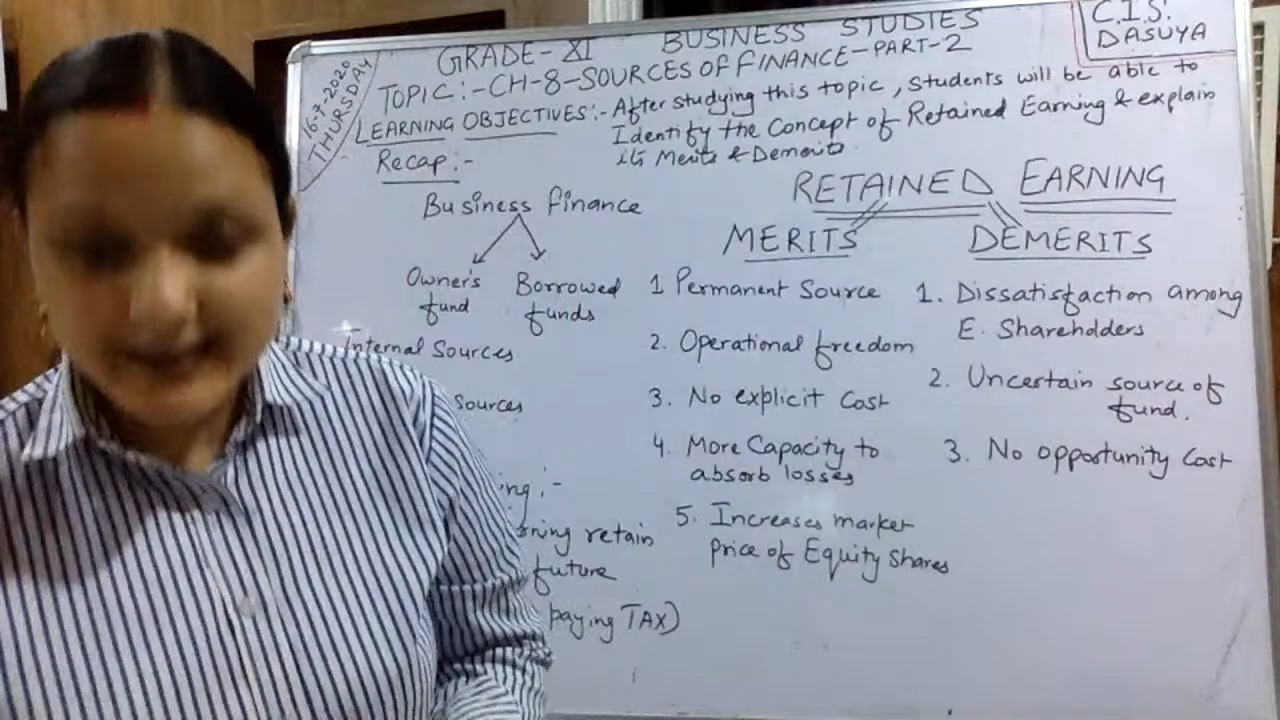 16-7-2020
THURSDAY
GRADE-XI BUSINESS STUDIES
C.I.S.
DASUYA
TOPIC:-CH-8-SOURCES OF FINANCE-PART-2
LEARNING OBJECTIVES:- After studying this topic, students will be able to
Identify the Concept of Retained Earning & explain
its Merits & Demerits.
Recap:-
Business finance
Owner's
fund
Borrowed
funds
Internal Sources
Sources
retain
future
paying TAX)
RETAINED EARNING
MERITS
1 Permanent Source
2. Operational freedom
3. No explicit Cost
4. More Capacity to
absorb losses
5. Increases market
price of Equity shares
DEMERITS
1. Dissatisfaction among
E. Shareholders
2. Uncertain source of
fund.
3. No opportunity Cost